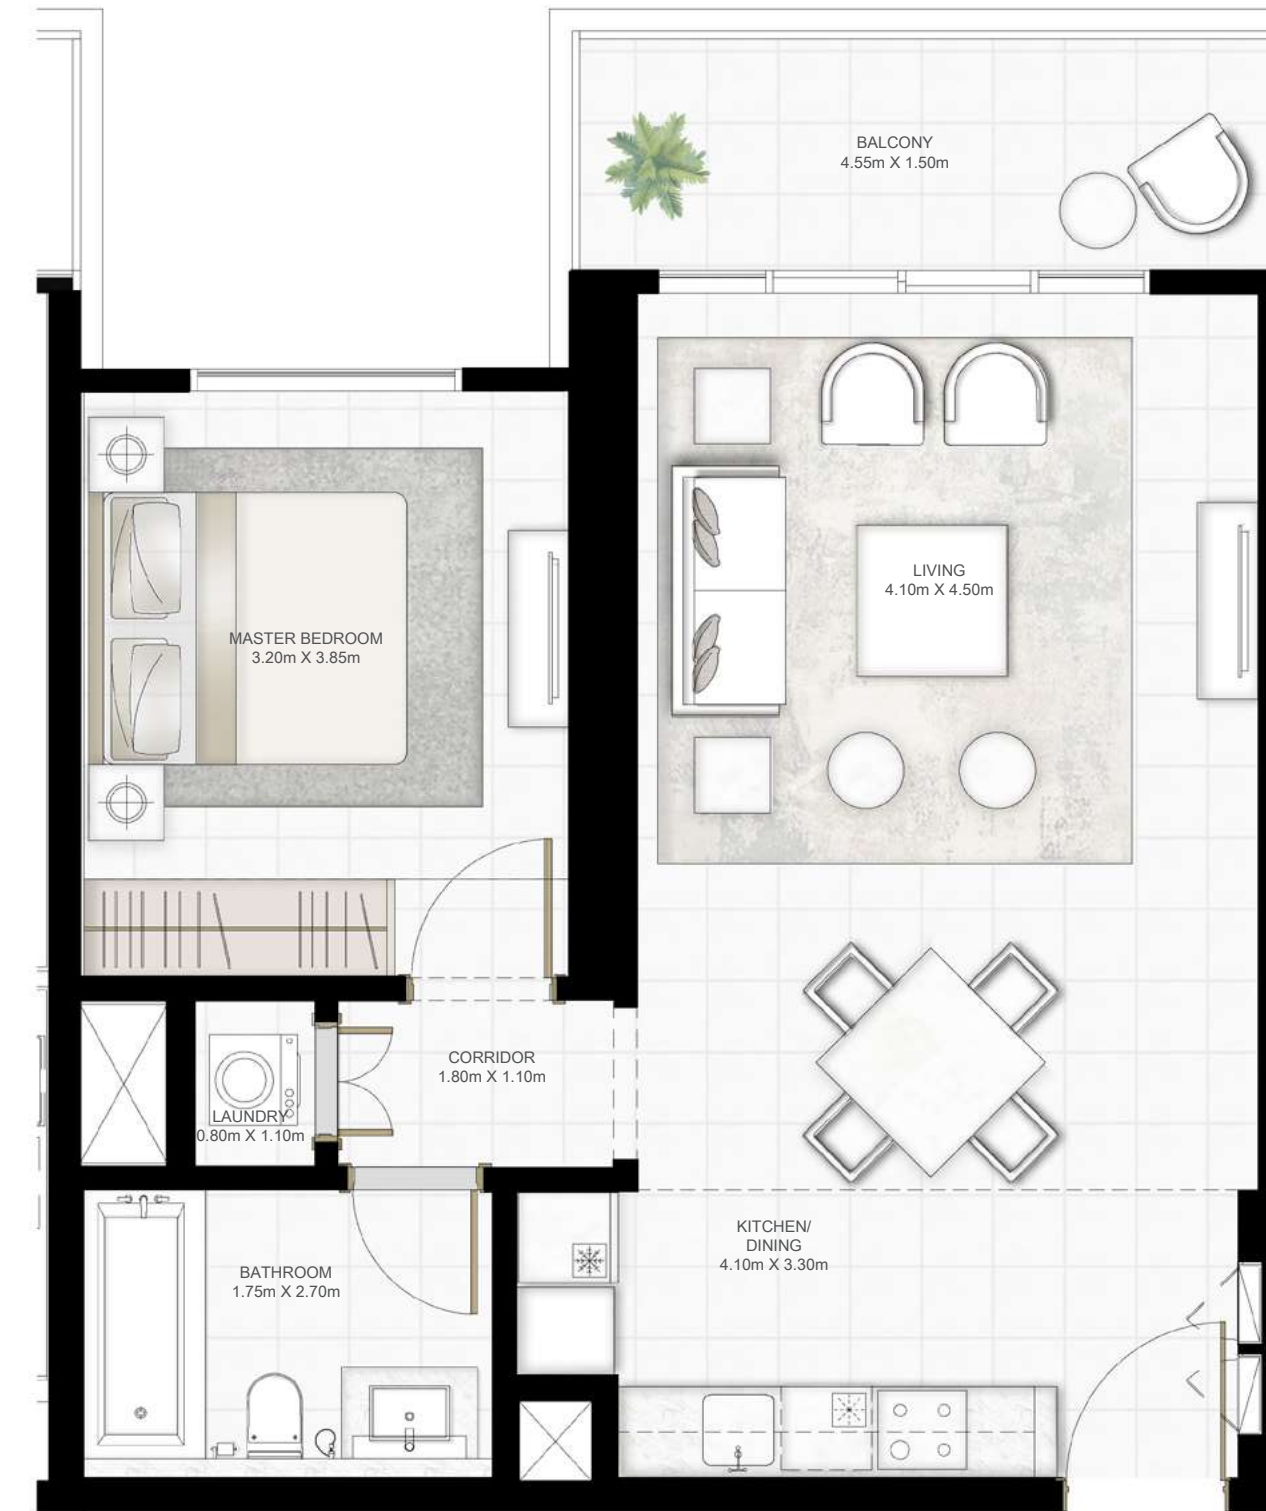 BALCONY
4.55m X 1.50m
LIVING
4.10m X 4.50m
MASTER BEDROOM
3.20m X 3.85m
CORRIDOR
1.80m X 1.10m
LAUNDRY
0.80m X 1.10m
KITCHEN/
DINING
4.10m X 3.30m
BATHROOM
1.75m X 2.70m